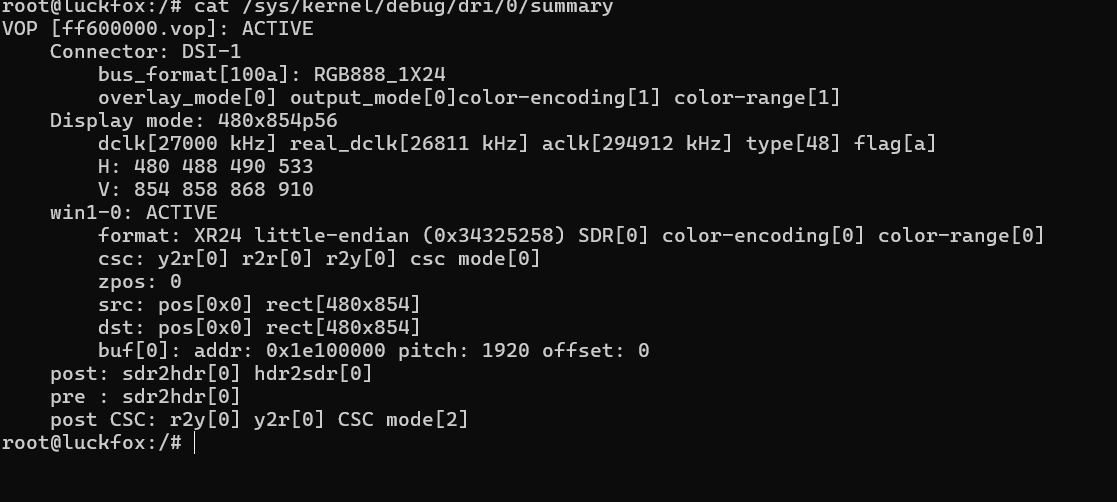 root@luckfox:/# cat /sys/kernel/debug/dri/0/summary
VOP [ff600000.vop]: ACTIVE
    Connector: DSI-1
        bus_format[100a]: RGB888_1X24
        overlay_mode[0] output_mode[0]color-encoding[1] color-range[1]
    Display mode: 480x854p56
        dclk[27000 kHz] real_dclk[26811 kHz] aclk[294912 kHz] type[48] flag[a]
        H: 480 488 490 533
        V: 854 858 868 910
    win1-0: ACTIVE
        format: XR24 little-endian (0x34325258) SDR[0] color-encoding[0] color-range[0]
        csc: y2r[0] r2r[0] r2y[0] csc mode[0]
        zpos: 0
        src: pos[0x0] rect[480x854]
        dst: pos[0x0] rect[480x854]
        buf[0]: addr: 0x1e100000 pitch: 1920 offset: 0
    post: sdr2hdr[0] hdr2sdr[0]
    pre : sdr2hdr[0]
    post CSC: r2y[0] y2r[0] CSC mode[2]
root@luckfox:/#